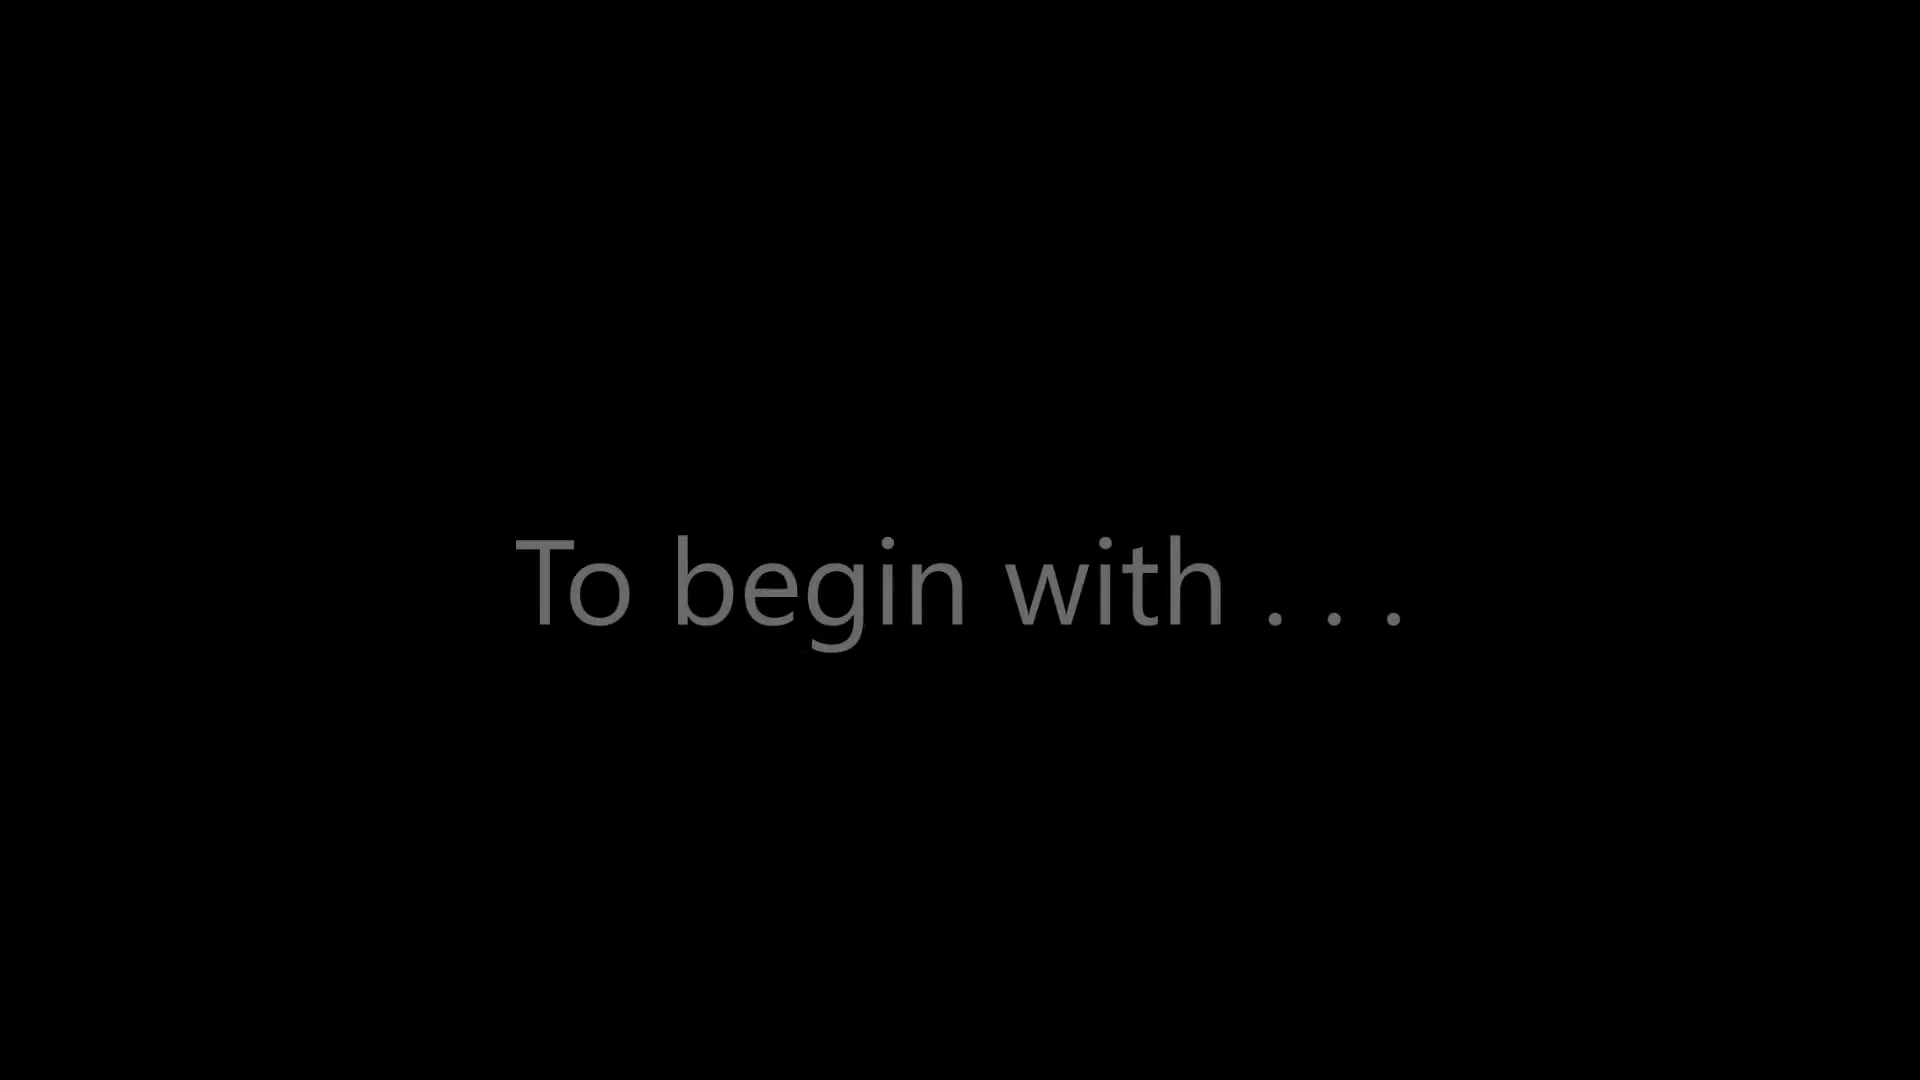 To begin with . . .